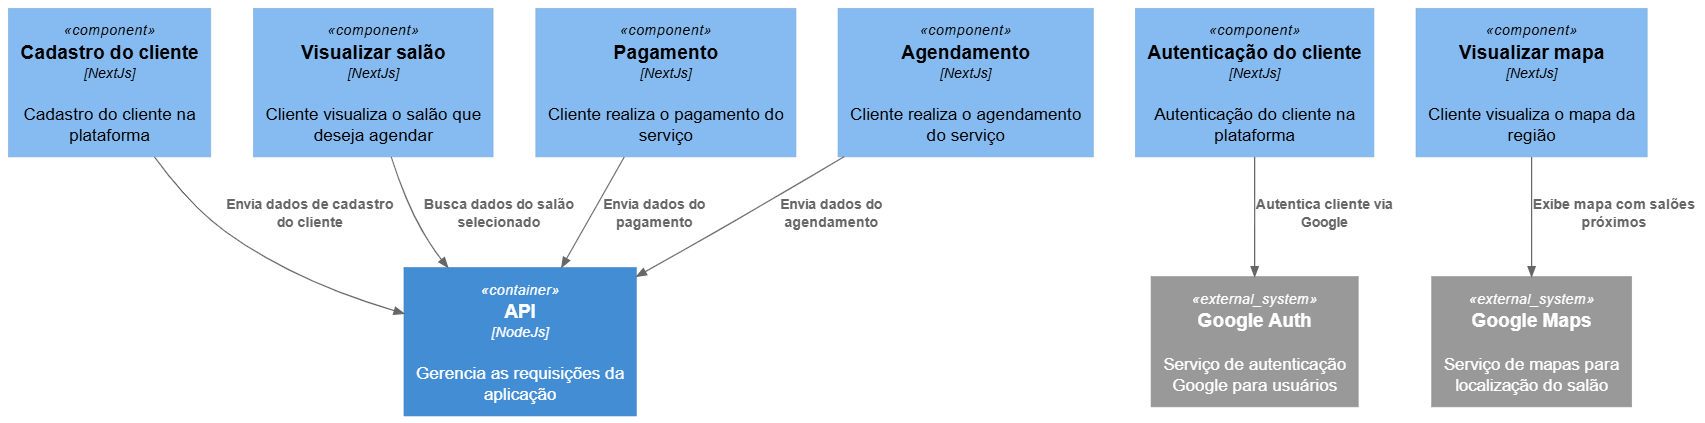 «component»
Cadastro do cliente
[NextJs]
Cadastro do cliente na
plataforma
«component»
Visualizar salão
[NextJs]
Cliente visualiza o salão que
deseja agendar
«component»
Pagamento
[NextJs]
Cliente realiza o pagamento do
serviço
«component»
Agendamento
[NextJs]
Cliente realiza o agendamento
do serviço
«component»
Autenticação do cliente
[NextJs]
Autenticação do cliente na
plataforma
«component»
Visualizar mapa
[NextJs]
Cliente visualiza o mapa da
região
Envia dados de cadastro
do cliente
Busca dados do salão
selecionado
Envia dados do
pagamento
Envia dados do
agendamento
Autentica cliente via
Google
Exibe mapa com salões
próximos
«container»
API
[NodeJs]
Gerencia as requisições da
aplicação
«external_system»
Google Auth
Serviço de autenticação
Google para usuários
«external_system»
Google Maps
Serviço de mapas para
localização do salão